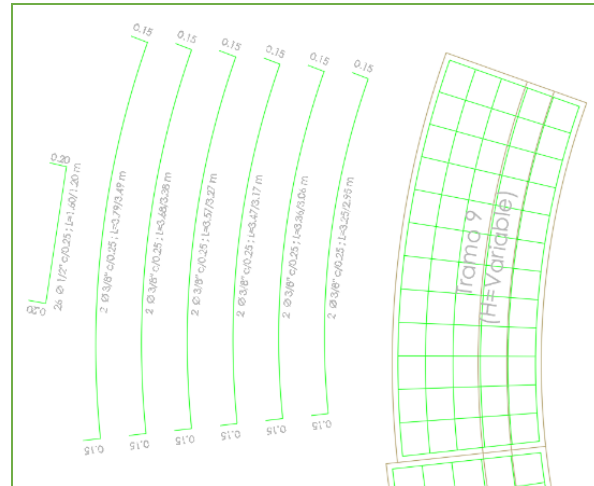 0.15
0.15
0.15
0.15
0.15
0.15
0.20
26 Ø 1/2" c/0.25 ; L=1.60/1.20 m
0.20
2 Ø 3/8" c/0.25 ; L=3.79/3.49 m
2 Ø 3/8" c/0.25 ; L=3.68/3.38 m
2 Ø 3/8" c/0.25 ; L=3.57/3.27 m
2 Ø 3/8" c/0.25 ; L=3.47/3.17 m
2 Ø 3/8" c/0.25 ; L=3.36/3.06 m
2 Ø 3/8" c/0.25 ; L=3.25/2.95 m
0.15
0.15
0.15
0.15
0.15
0.15
Tramo 9
(H=Variable)